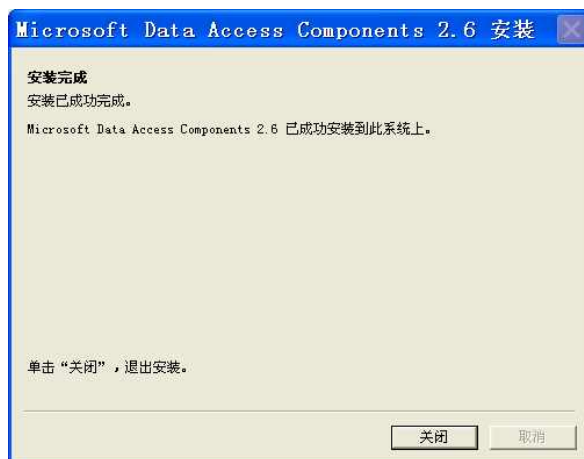 Microsoft Data Access Components 2.6 安装
安装完成
安装已成功完成。
Microsoft Data Access Components 2.6 已成功安装到此系统上。
单击“关闭”，退出安装。
关闭
取消